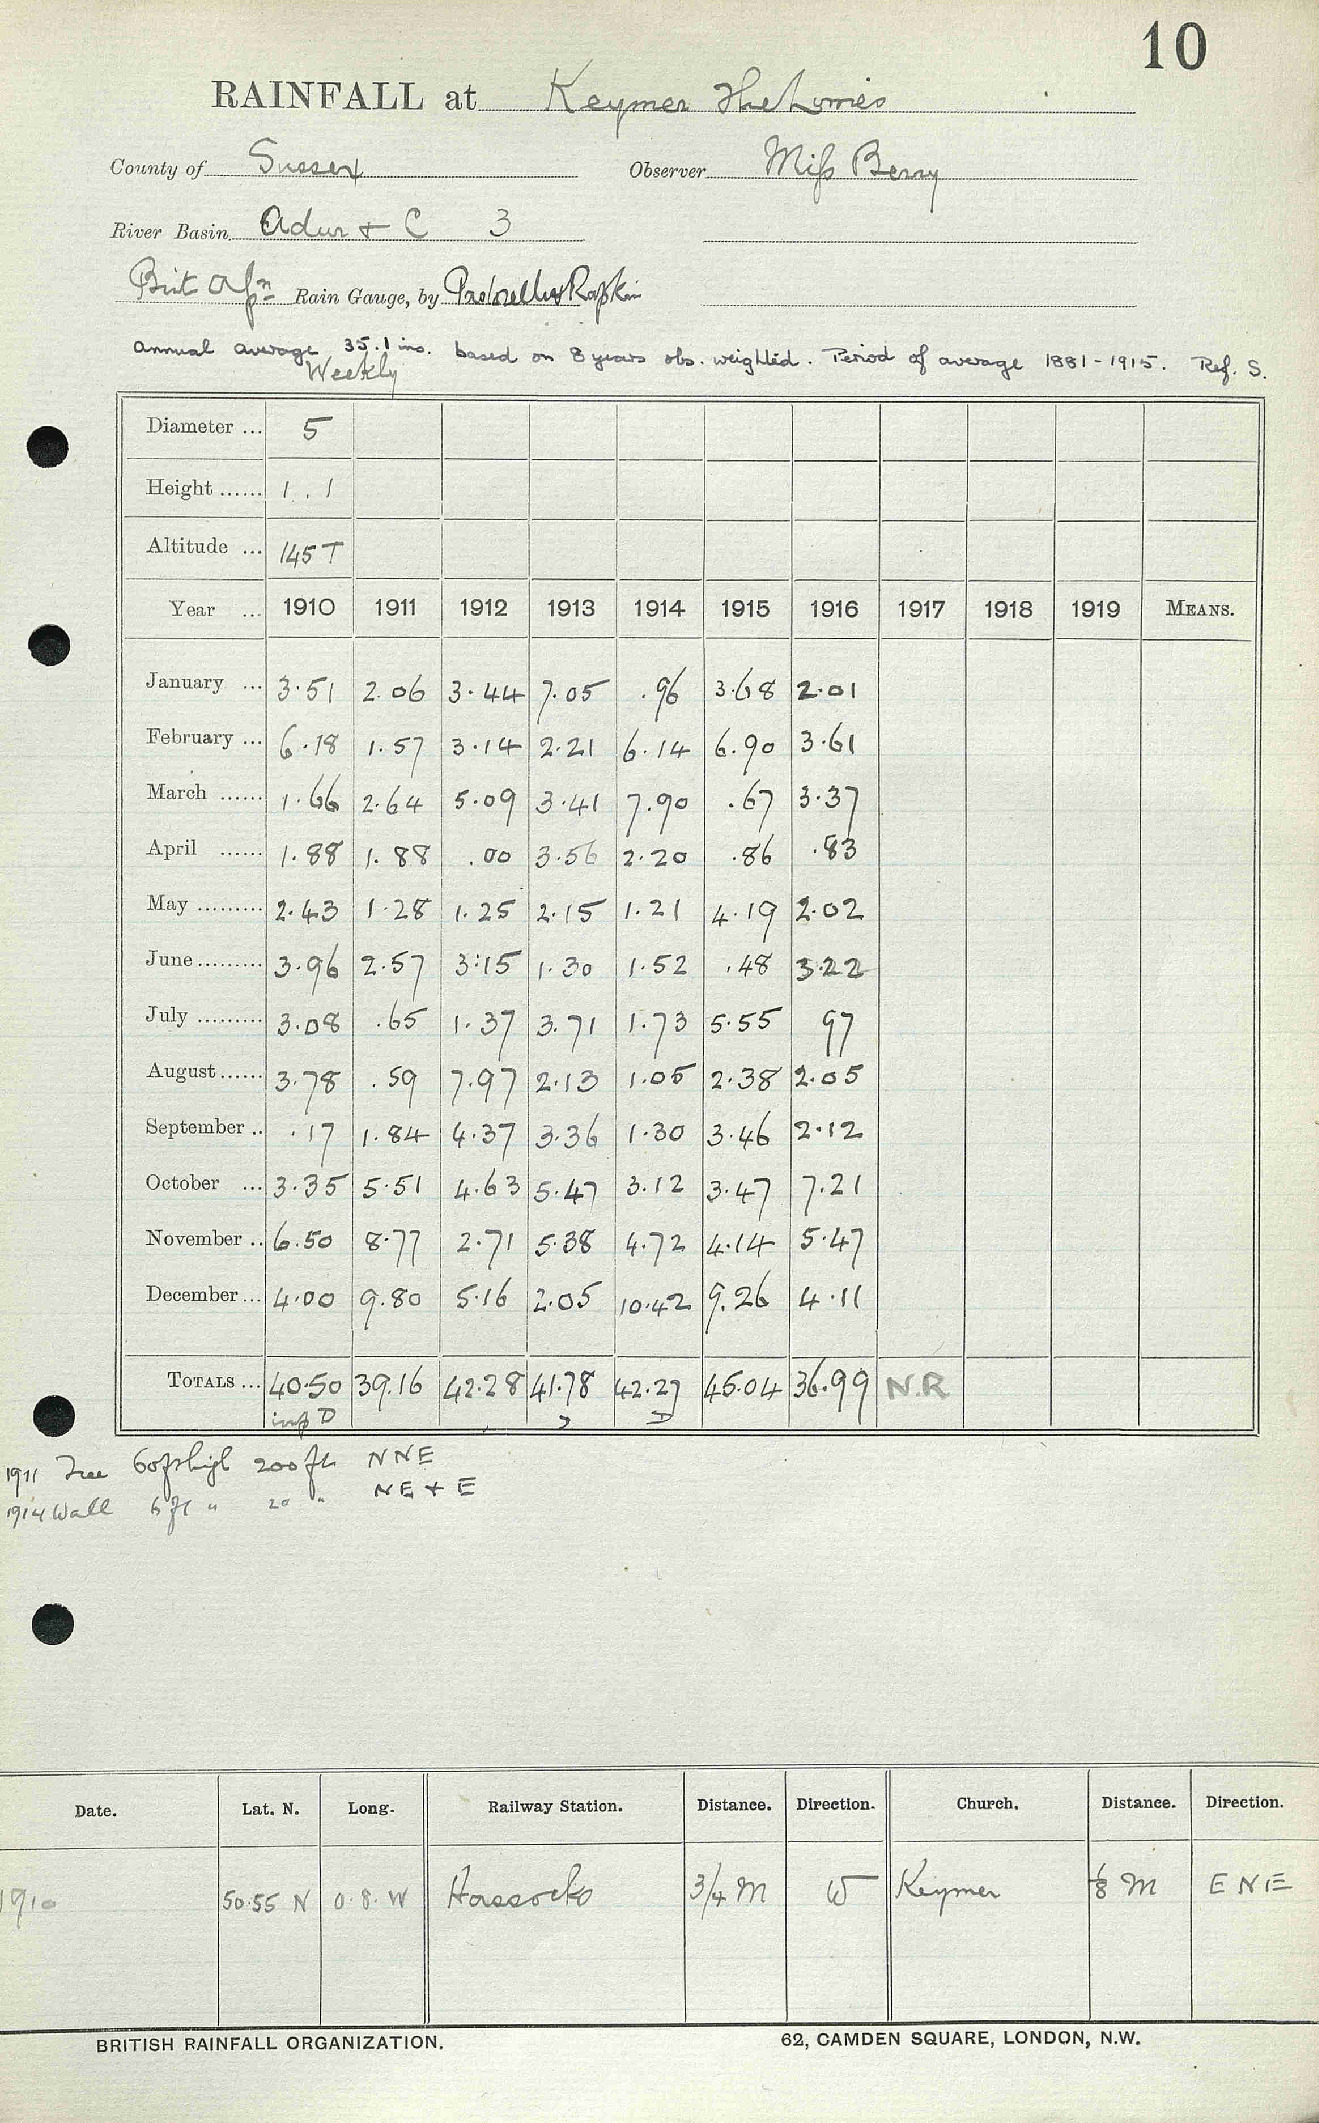 10
RAINFALL at Keymer The Lorries
County of Sussex Observer Miss Berry
River Basin Adur & C 3
Brit Assn Rain Gauge, by & Rapkin
Annual average 35.1 ins. based on 8 years obs. weighted. Period of average 1881-1915. Ref. S.
Weekly
Diameter ... 5
Height ...... 1 . 1
Altitude ... 145 T
Year ... 1910 1911 1912 1913 1914 1915 1916 1917 1918 1919 MEANS.
January ... 3.51 2.06 3.44 7.05 .96 3.68 2.01
February ... 6.18 1.57 3.14 2.21 6.14 6.90 3.61
March ...... 1.66 2.64 5.09 3.41 7.90 .67 3.37
April ...... 1.88 1.88 .00 3.56 2.20 .86 .83
May ......... 2.43 1.28 1.25 2.15 1.21 4.19 2.02
June ......... 3.96 2.57 3.15 1.30 1.52 .48 3.22
July ......... 3.08 .65 1.37 3.71 1.73 5.55 97
August ...... 3.78 .59 7.97 2.13 1.05 2.38 2.05
September .. .17 1.84 4.37 3.36 1.30 3.46 2.12
October ... 3.35 5.51 4.63 5.47 3.12 3.47 7.21
November .. 6.50 8.77 2.71 5.38 4.72 4.14 5.47
December ... 4.00 9.80 5.16 2.05 10.42 9.26 4.11
TOTALS ... 40.50 39.16 42.28 41.78 42.27 45.04 36.99 N.R
D
1911 Tree 60 ft high 200 ft NNE
1914 Wall 6 ft " 20 " NE + E
Date. Lat. N. Long. Railway Station. Distance. Direction. Church. Distance. Direction.
1910 50.55 N 0.8.W Hassocks 3/4 M W Keymer 1/8 M ENE
BRITISH RAINFALL ORGANIZATION. 62, CAMDEN SQUARE, LONDON, N.W.